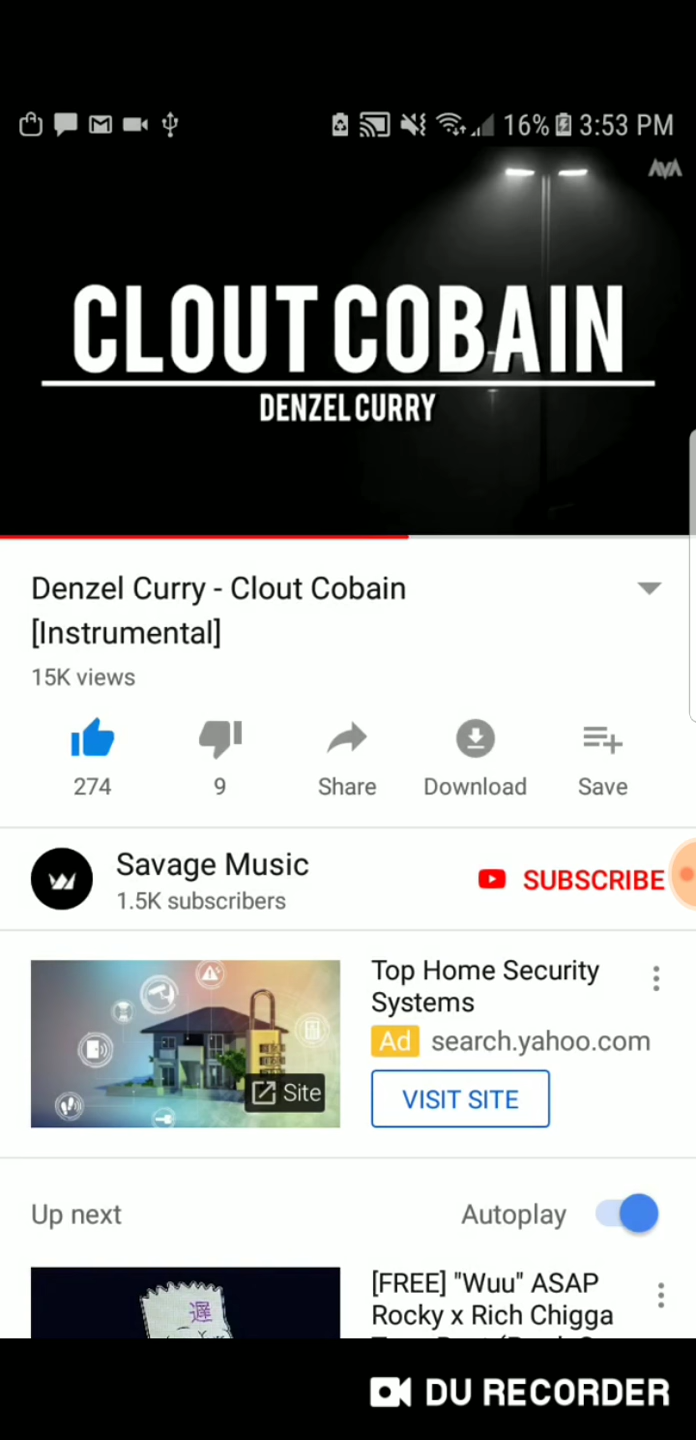 16% 3:53 PM
AVA
CLOUT COBAIN
DENZEL CURRY
Denzel Curry - Clout Cobain
[Instrumental]
15K views
274
9
Share
Download
Save
Savage Music
1.5K subscribers
SUBSCRIBE
Top Home Security
Systems
Ad search.yahoo.com
Site
VISIT SITE
Up next
Autoplay
[FREE] "Wuu" ASAP
Rocky x Rich Chigga
遲
DU RECORDER